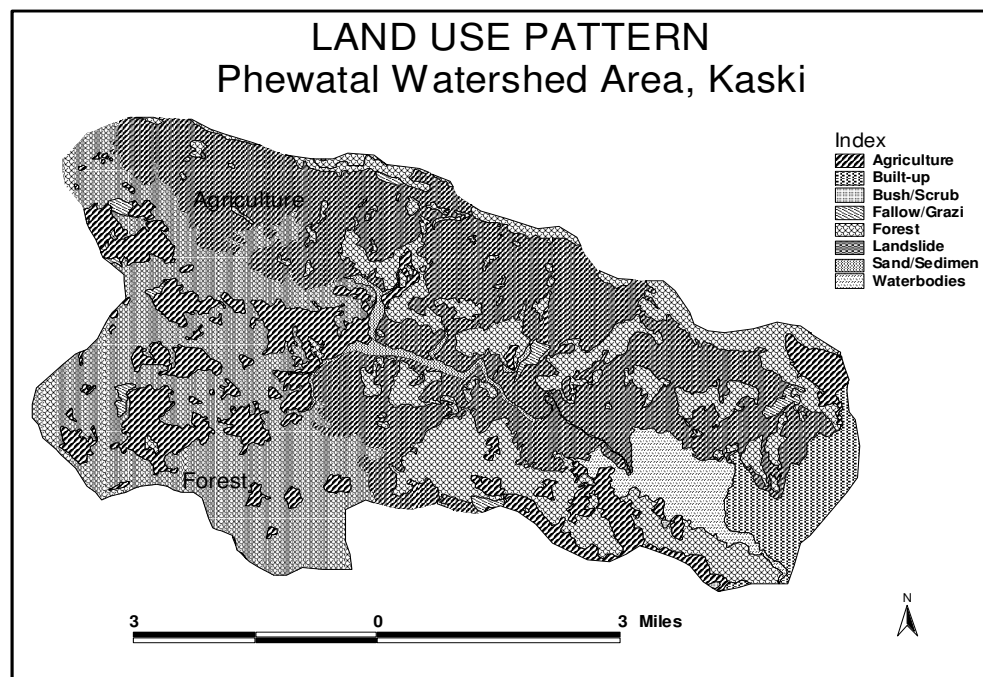 LAND USE PATTERN
Phewatal Watershed Area, Kaski
Index
Agriculture
Built-up
Bush/Scrub
Fallow/Grazi
Forest
Landslide
Sand/Sedimen
Waterbodies
Agriculture
Forest
3 0 3 Miles
N